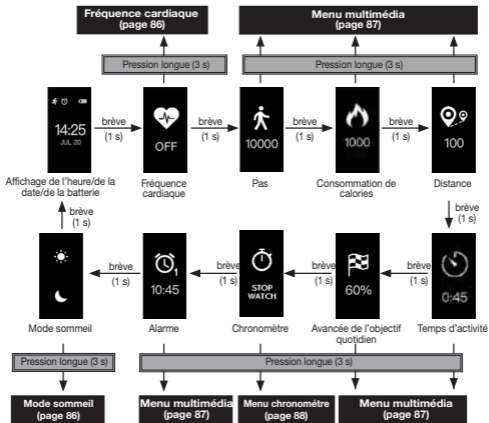 Fréquence cardiaque
(page 86)
Menu multimédia
(page 87)
Pression longue (3 s)
Pression longue (3 s)
14:25
JUL 20
brève
(1 s)
OFF
brève
(1 s)
10000
brève
(1 s)
1000
brève
(1 s)
100
Affichage de l'heure/de la
date/de la batterie
Fréquence
cardiaque
Pas
Consommation de
calories
Distance
brève
(1 s)
brève
(1 s)
brève
(1 s)
1
10:45
brève
(1 s)
STOP
WATCH
brève
(1 s)
60%
brève
(1 s)
0:45
Mode sommeil
Alarme
Chronomètre
Avancée de l'objectif
quotidien
Temps d'activité
Pression longue (3 s)
Pression longue (3 s)
Mode sommeil
(page 86)
Menu multimédia
(page 87)
Menu chronomètre
(page 88)
Menu multimédia
(page 87)